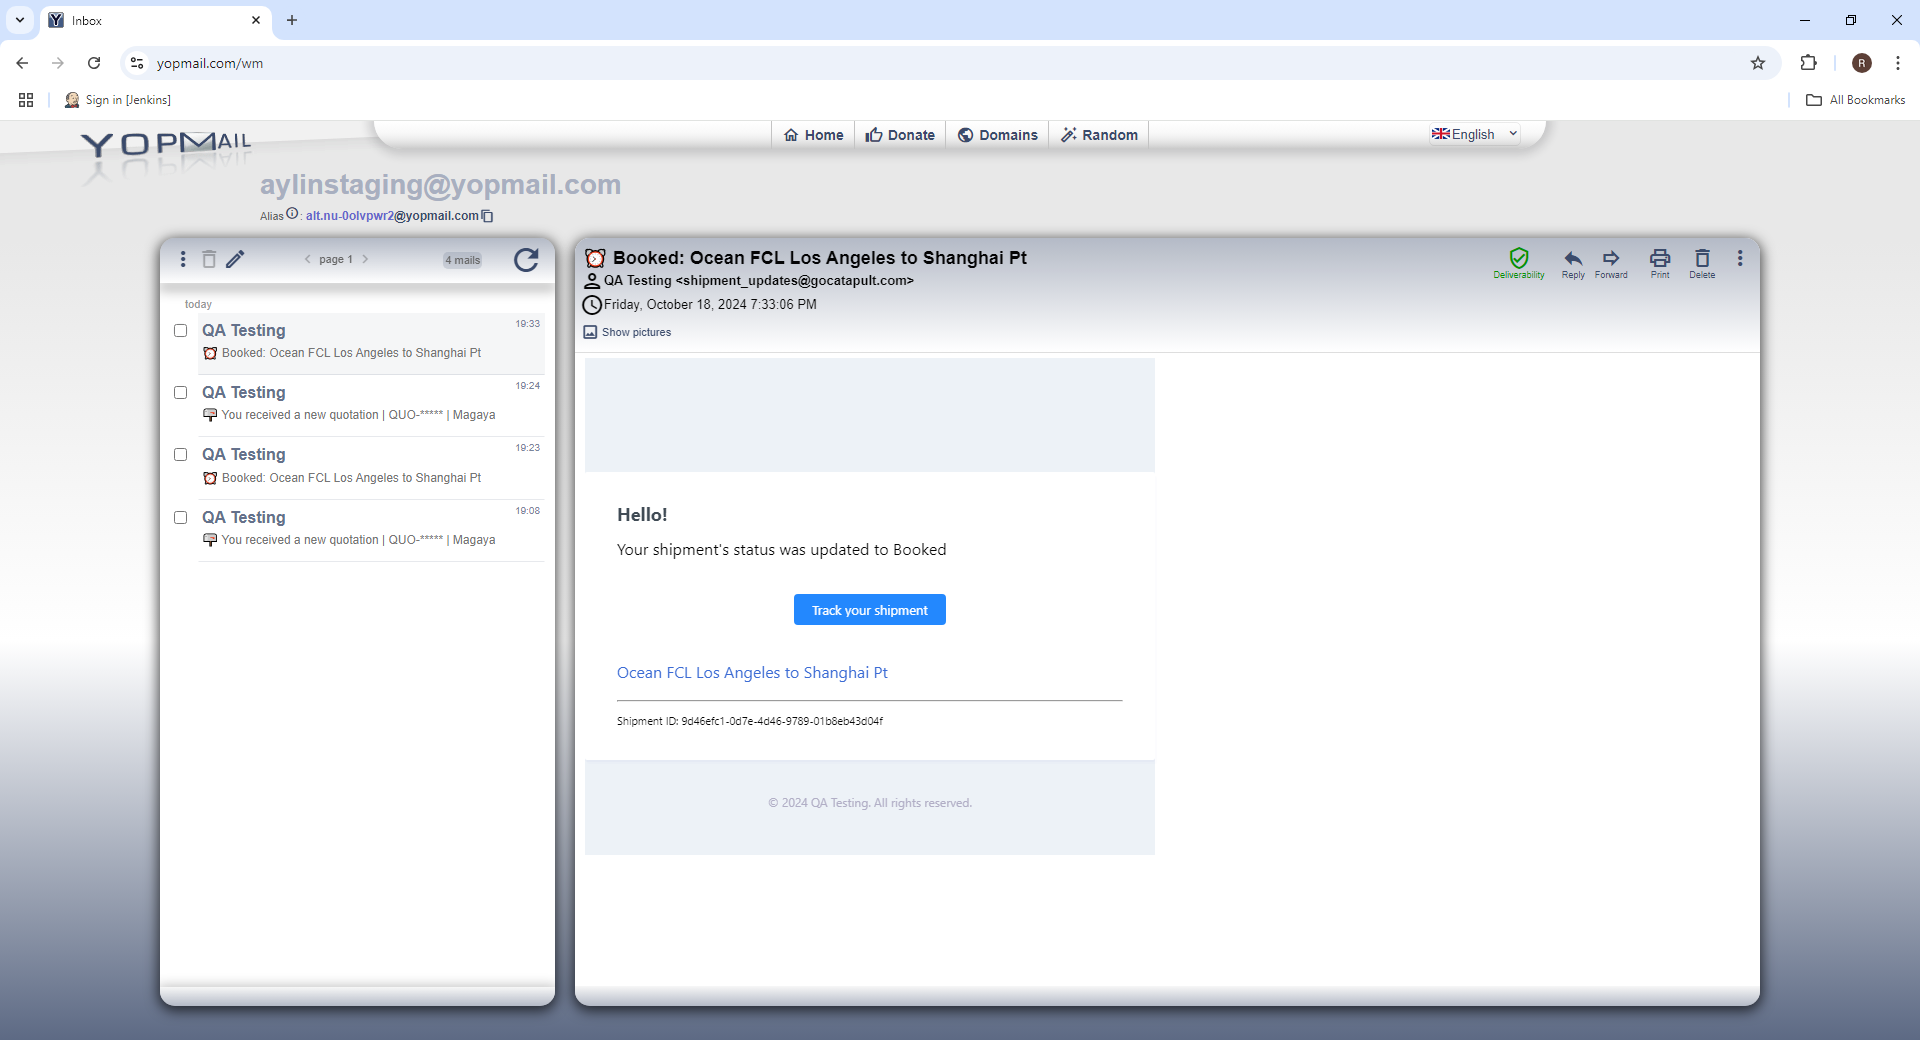 Inbox
yopmail.com/wm
R
Sign in [Jenkins]
All Bookmarks
YOPMAIL
Home
Donate
Domains
Random
English
aylinstaging@yopmail.com
Alias : alt.nu-0olvpwr2@yopmail.com
page 1
4 mails
today
QA Testing
19:33
Booked: Ocean FCL Los Angeles to Shanghai Pt
QA Testing
19:24
You received a new quotation | QUO-***** | Magaya
QA Testing
19:23
Booked: Ocean FCL Los Angeles to Shanghai Pt
QA Testing
19:08
You received a new quotation | QUO-***** | Magaya
Booked: Ocean FCL Los Angeles to Shanghai Pt
QA Testing <shipment_updates@gocatapult.com>
Friday, October 18, 2024 7:33:06 PM
Show pictures
Deliverability
Reply
Forward
Print
Delete
Hello!
Your shipment's status was updated to Booked
Track your shipment
Ocean FCL Los Angeles to Shanghai Pt
Shipment ID: 9d46efc1-0d7e-4d46-9789-01b8eb43d04f
© 2024 QA Testing. All rights reserved.